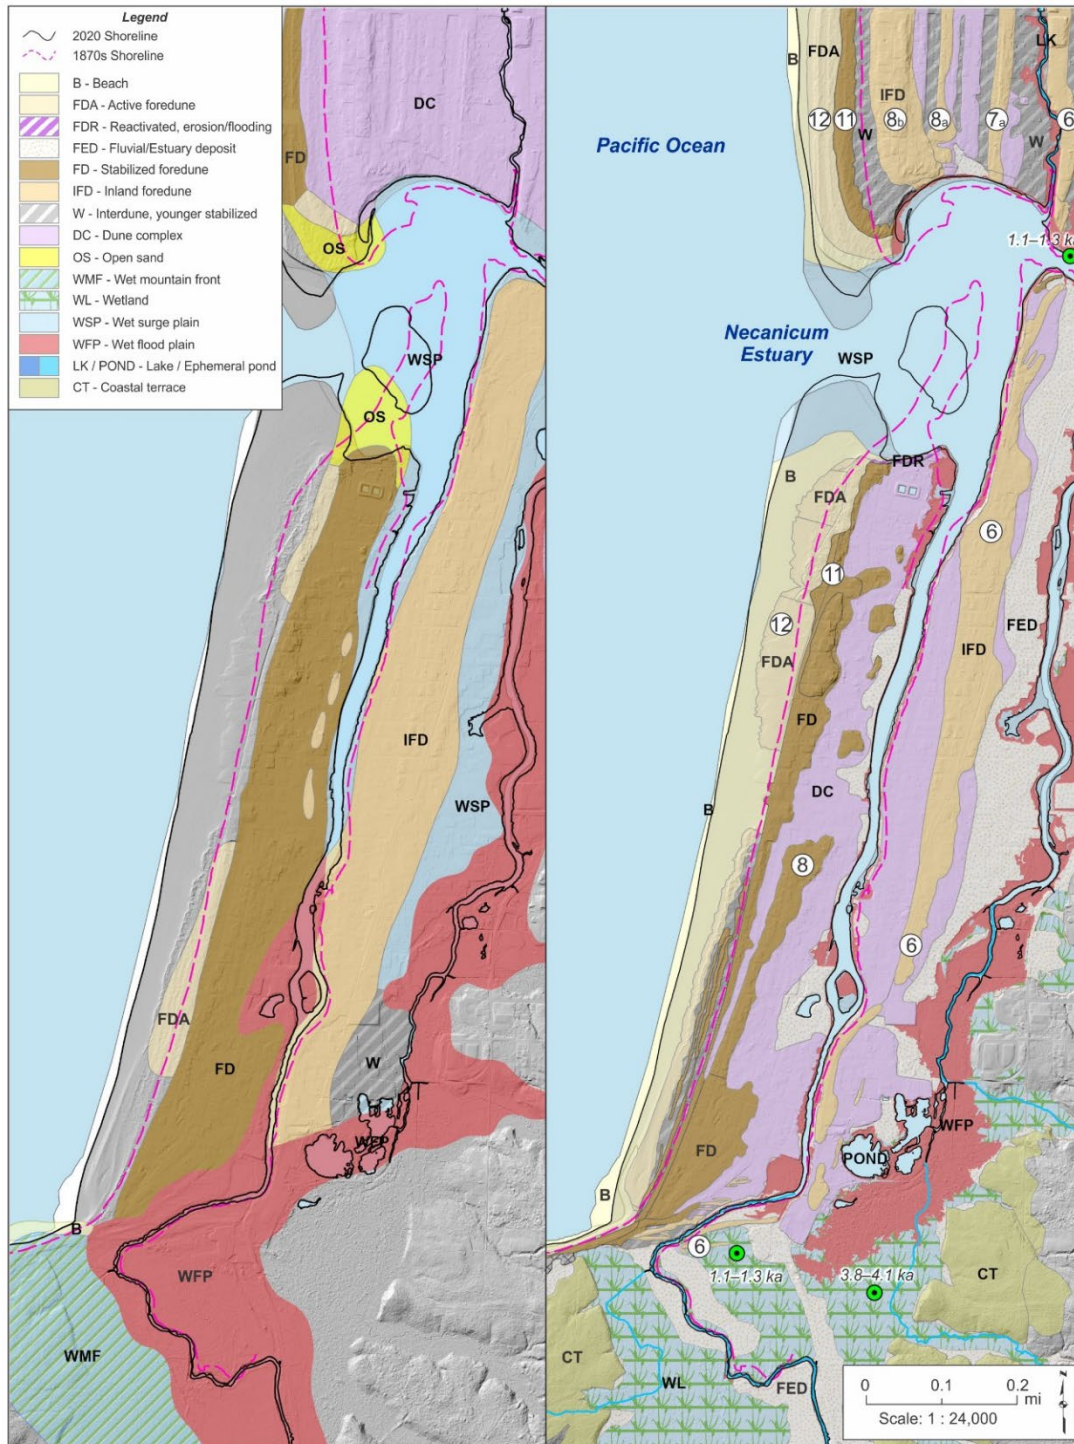 Legend
2020 Shoreline
1870s Shoreline
B - Beach
FDA - Active foredune
FDR - Reactivated, erosion/flooding
FED - Fluvial/Estuary deposit
FD - Stabilized foredune
IFD - Inland foredune
W - Interdune, younger stabilized
DC - Dune complex
OS - Open sand
WMF - Wet mountain front
WL - Wetland
WSP - Wet surge plain
WFP - Wet flood plain
LK / POND - Lake / Ephemeral pond
CT - Coastal terrace
DC
FD
OS
WSP
OS
IFD
WSP
FDA
FD
W
WFP
B
WFP
WMF
LK
FDA
B
IFD
12
11
8b
8a
7a
6
W
W
Pacific Ocean
1.1–1.3 ka
Necanicum
Estuary
WSP
FDR
B
FDA
6
11
FED
12
IFD
FDA
FD
DC
B
8
6
WFP
FD
POND
B
6
1.1–1.3 ka
3.8–4.1 ka
CT
CT
WL
FED
0 0.1 0.2
mi
Scale: 1 : 24,000